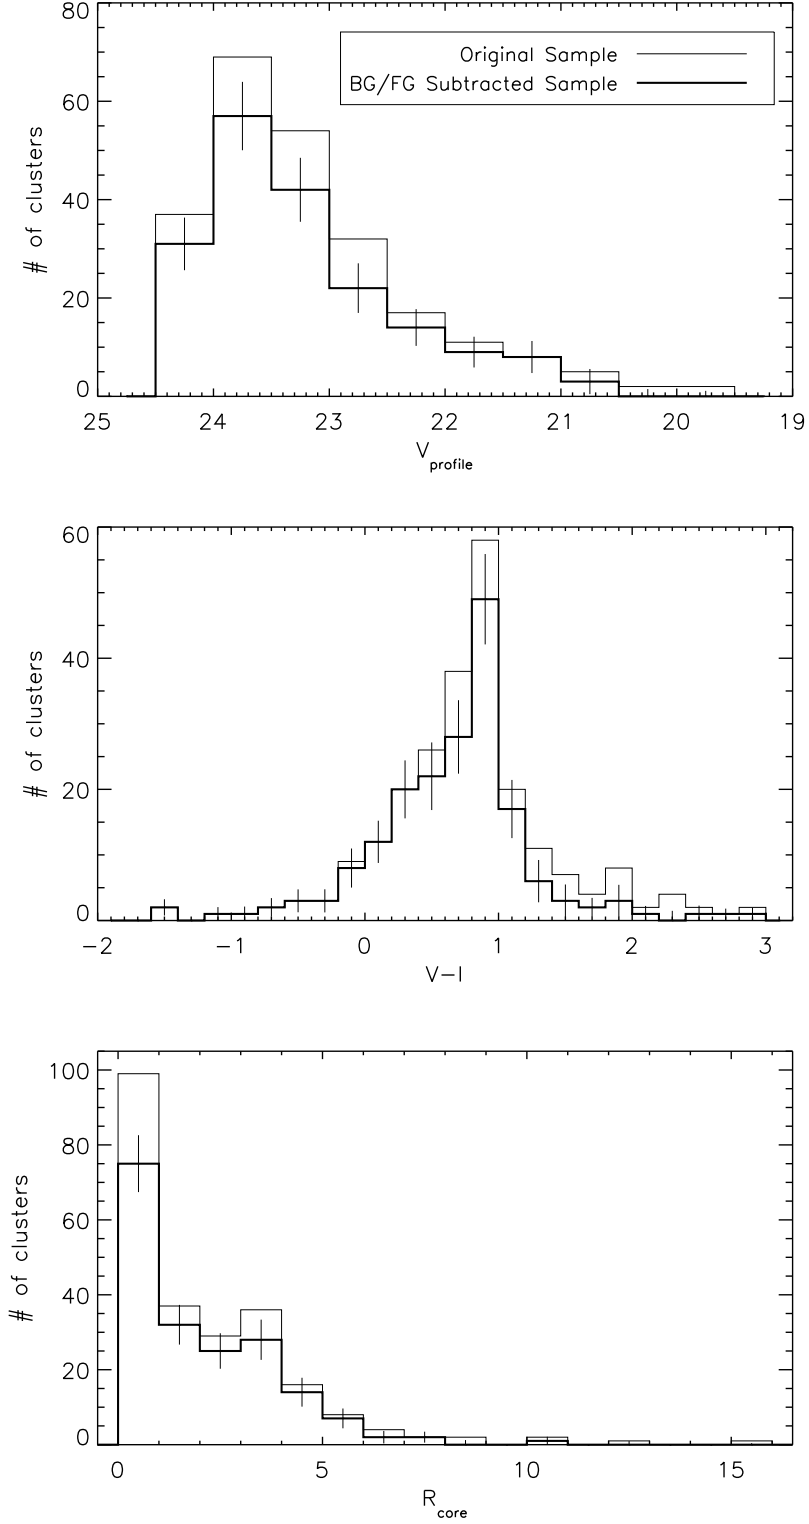 80
60
40
20
0
# of clusters
Original Sample
BG/FG Subtracted Sample
25 24 23 22 21 20 19
V_profile
60
40
20
0
# of clusters
−2 −1 0 1 2 3
V−I
100
80
60
40
20
0
# of clusters
0 5 10 15
R_core